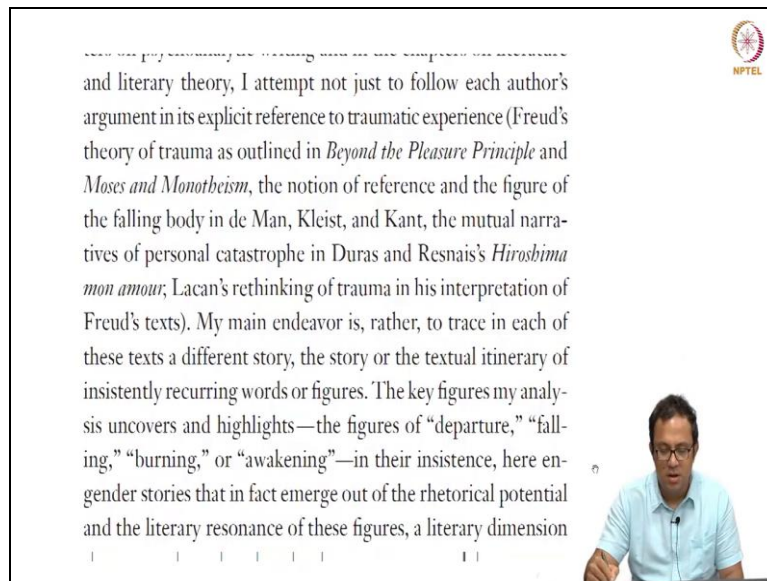 and literary theory, I attempt not just to follow each author's
argument in its explicit reference to traumatic experience (Freud's
theory of trauma as outlined in Beyond the Pleasure Principle and
Moses and Monotheism, the notion of reference and the figure of
the falling body in de Man, Kleist, and Kant, the mutual narra-
tives of personal catastrophe in Duras and Resnais's Hiroshima
mon amour, Lacan's rethinking of trauma in his interpretation of
Freud's texts). My main endeavor is, rather, to trace in each of
these texts a different story, the story or the textual itinerary of
insistently recurring words or figures. The key figures my analy-
sis uncovers and highlights—the figures of “departure,” “fall-
ing,” “burning,” or “awakening”—in their insistence, here en-
gender stories that in fact emerge out of the rhetorical potential
and the literary resonance of these figures, a literary dimension
NPTEL